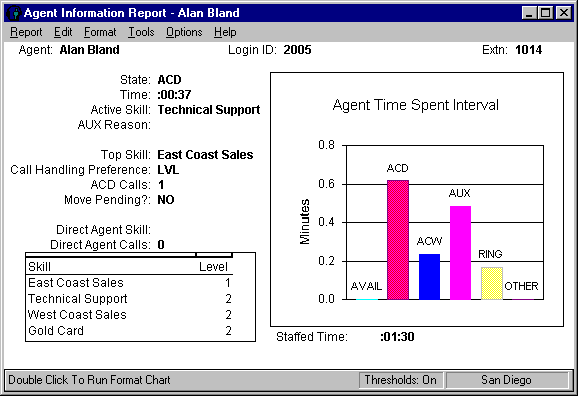 Agent Information Report - Alan Bland
Report Edit Format Tools Options Help
Agent: Alan Bland Login ID: 2005 Extn: 1014
State: ACD
Time: :00:37
Active Skill: Technical Support
AUX Reason:
Top Skill: East Coast Sales
Call Handling Preference: LVL
ACD Calls: 1
Move Pending?: NO
Direct Agent Skill:
Direct Agent Calls: 0
Skill Level
East Coast Sales 1
Technical Support 2
West Coast Sales 2
Gold Card 2
Agent Time Spent Interval
Minutes
0.8
0.6
0.4
0.2
0.0
AVAIL
ACD
ACW
AUX
RING
OTHER
Staffed Time: :01:30
Double Click To Run Format Chart Thresholds: On San Diego